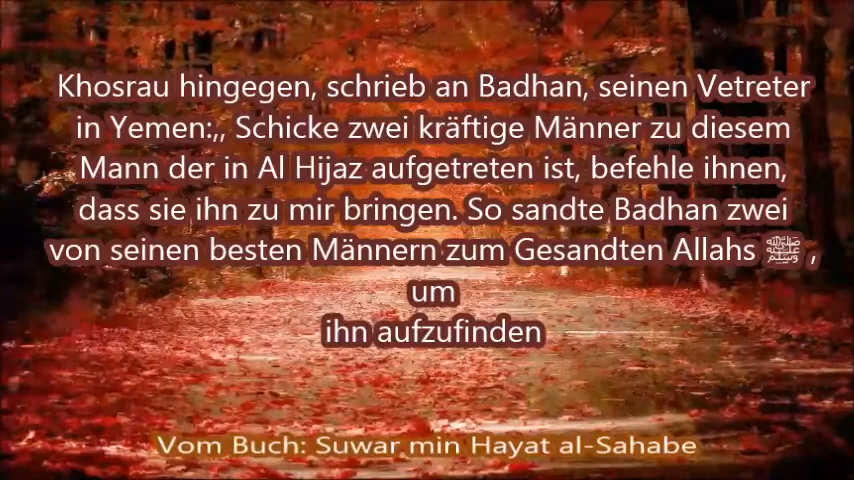 Khosrau hingegen, schrieb an Badhan, seinen Vetreter
in Yemen:,, Schicke zwei kräftige Männer zu diesem
Mann der in Al Hijaz aufgetreten ist, befehle ihnen,
dass sie ihn zu mir bringen. So sandte Badhan zwei
von seinen besten Männern zum Gesandten Allahs ﷺ ,
um
ihn aufzufinden
Vom Buch: Suwar min Hayat al-Sahabe